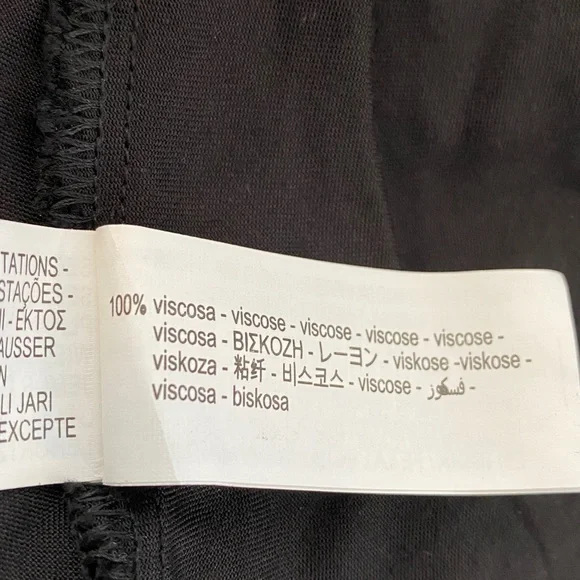 TATIONS -
STAÇÕES -
I - ΕΚΤΟΣ
AUSSER
N
LI JARI
EXCEPTE
100% viscosa - viscose - viscose - viscose - viscose -
viscosa - ΒΙΣΚΟΖΗ - レーヨン - viskose -viskose -
viskoza - 粘纤 - 비스코스 - viscose - فسكوز -
viscosa - biskosa